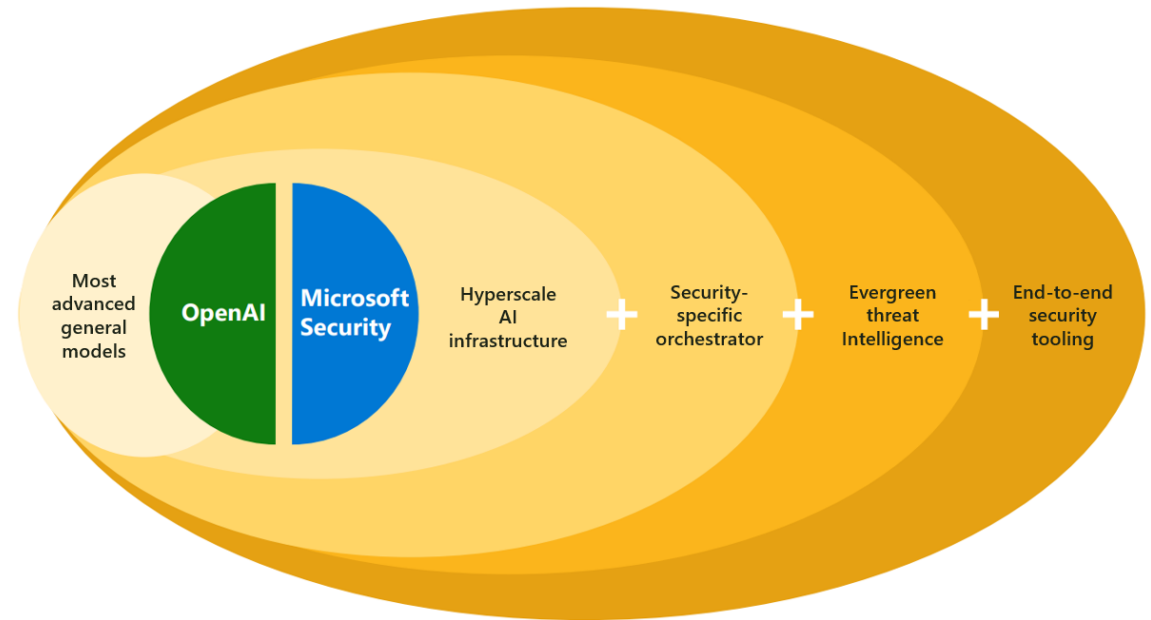 Most
advanced
general
models
OpenAI
Microsoft
Security
Hyperscale
AI
infrastructure
+
Security-
specific
orchestrator
+
Evergreen
threat
Intelligence
+
End-to-end
security
tooling